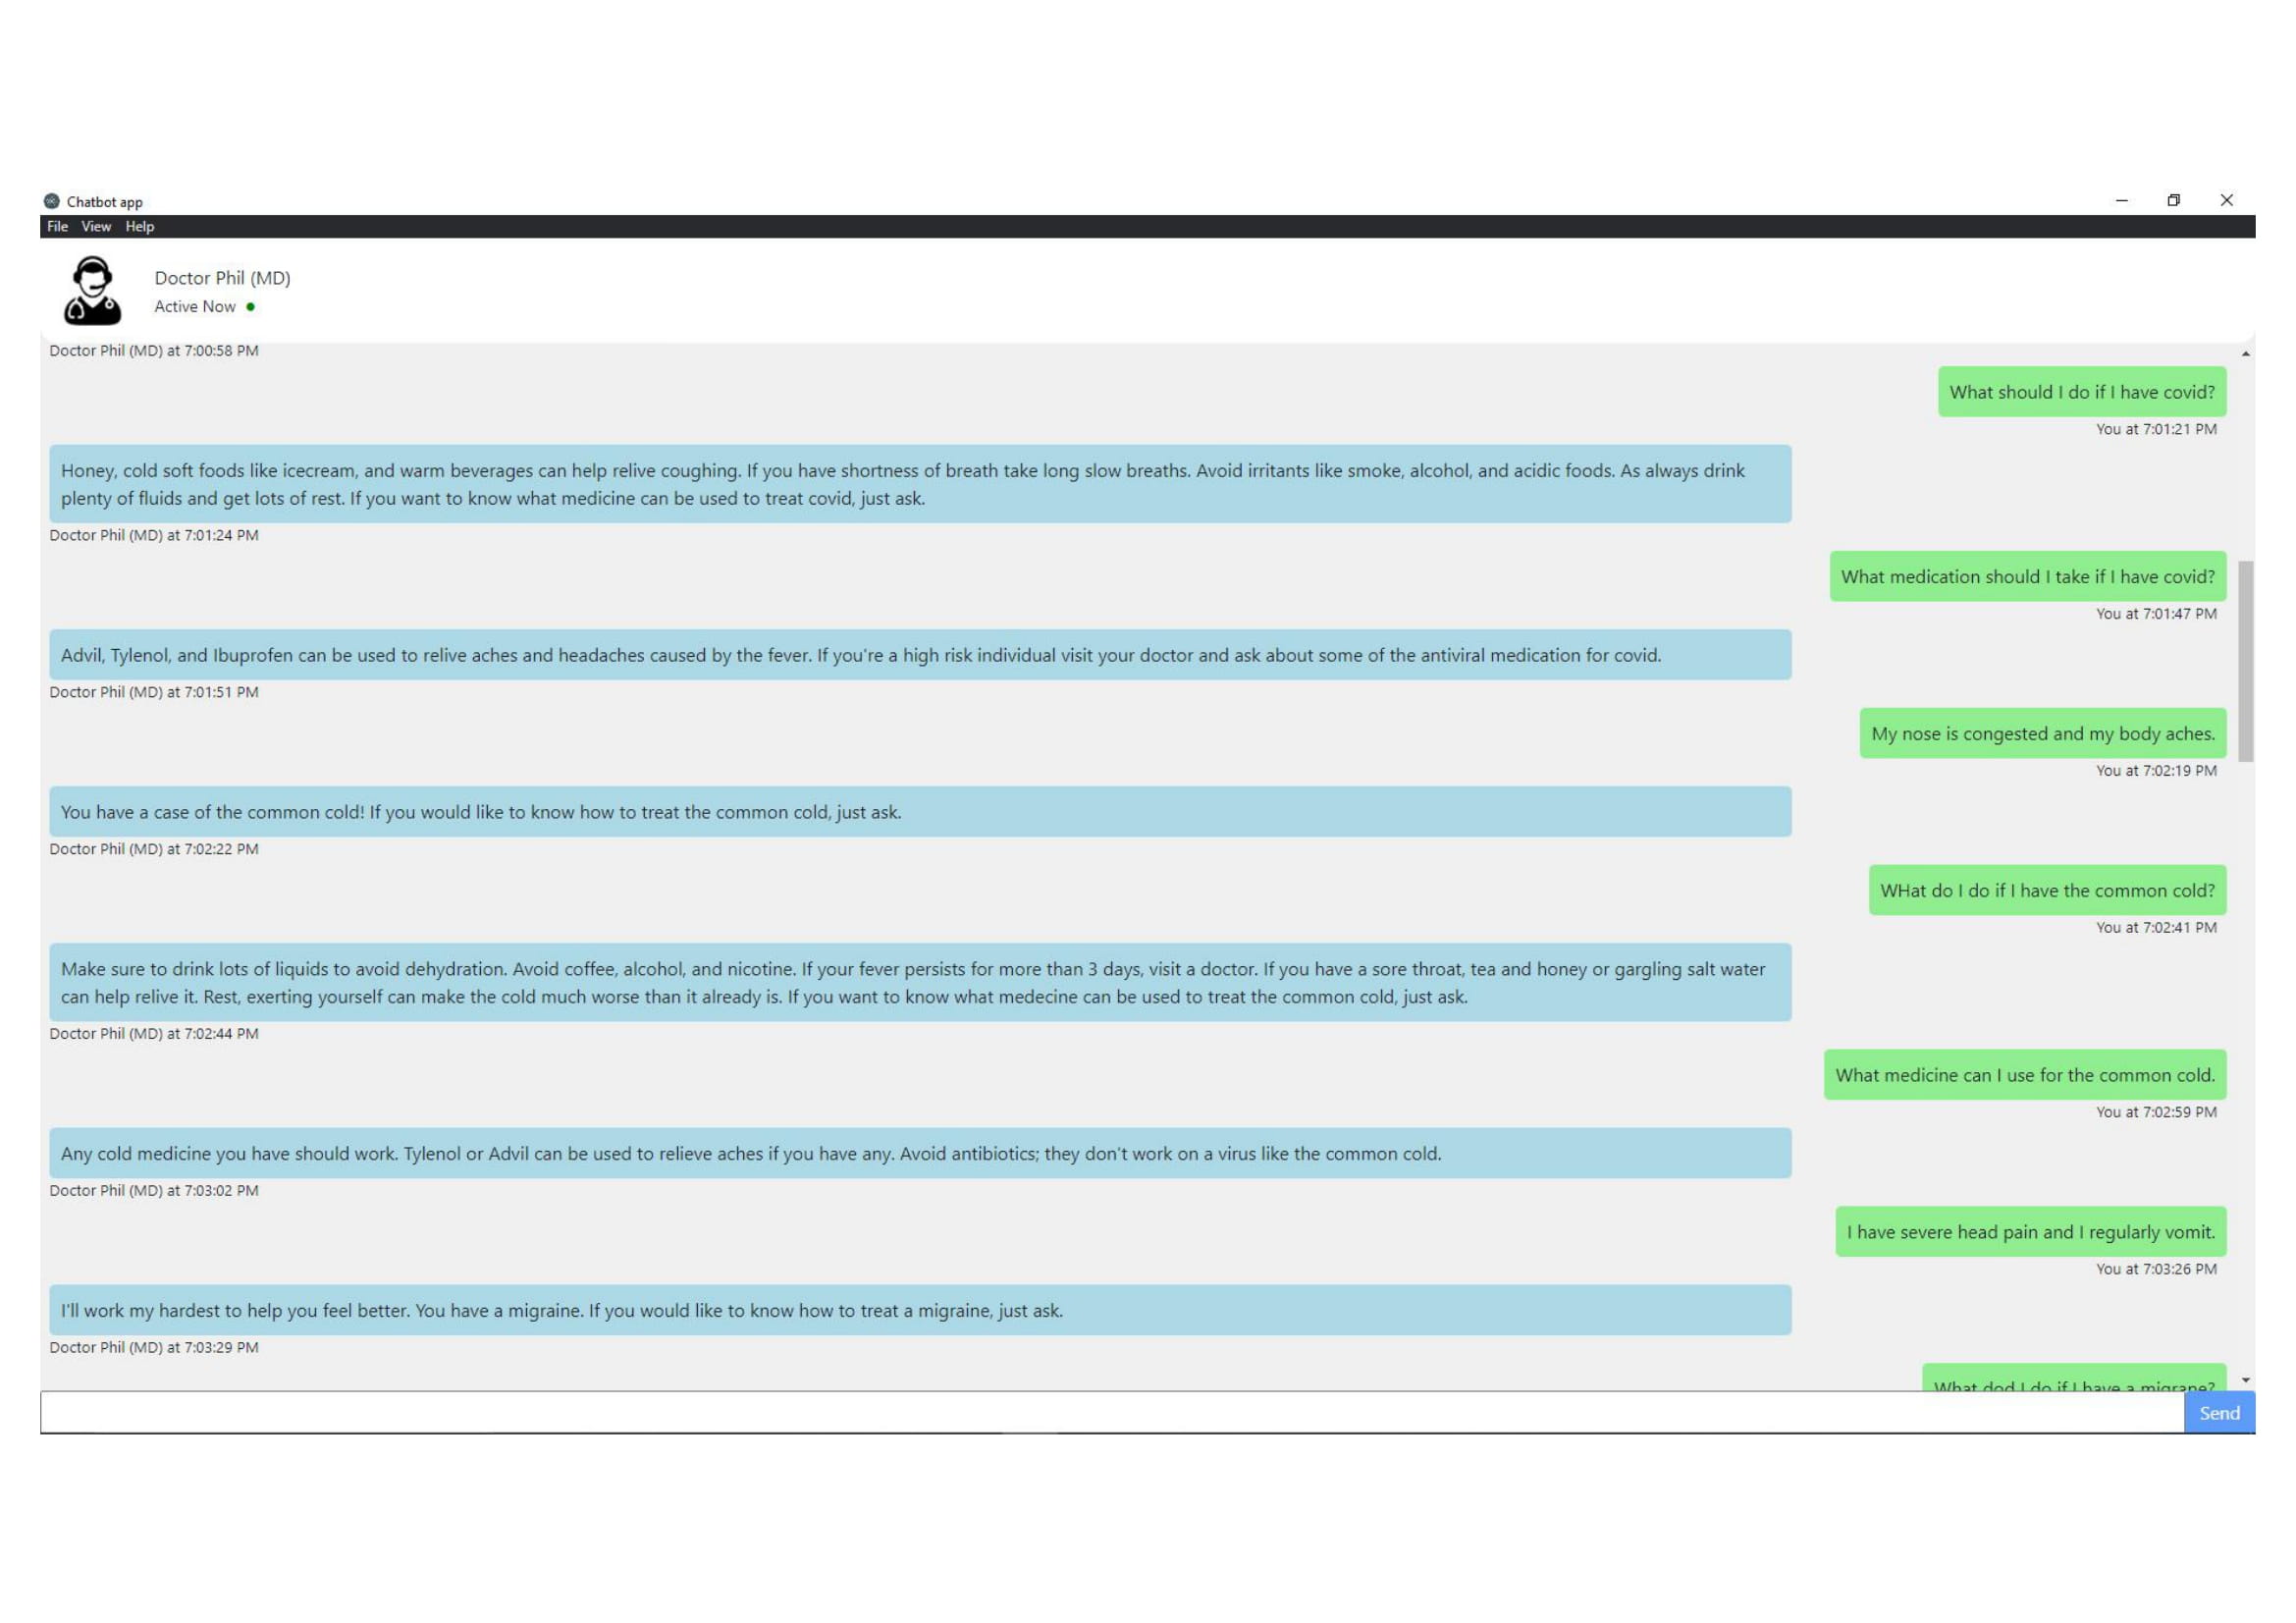 Chatbot app
File View Help
Doctor Phil (MD)
Active Now
Doctor Phil (MD) at 7:00:58 PM
What should I do if I have covid?
You at 7:01:21 PM
Honey, cold soft foods like icecream, and warm beverages can help relive coughing. If you have shortness of breath take long slow breaths. Avoid irritants like smoke, alcohol, and acidic foods. As always drink
plenty of fluids and get lots of rest. If you want to know what medicine can be used to treat covid, just ask.
Doctor Phil (MD) at 7:01:24 PM
What medication should I take if I have covid?
You at 7:01:47 PM
Advil, Tylenol, and Ibuprofen can be used to relive aches and headaches caused by the fever. If you're a high risk individual visit your doctor and ask about some of the antiviral medication for covid.
Doctor Phil (MD) at 7:01:51 PM
My nose is congested and my body aches.
You at 7:02:19 PM
You have a case of the common cold! If you would like to know how to treat the common cold, just ask.
Doctor Phil (MD) at 7:02:22 PM
WHat do I do if I have the common cold?
You at 7:02:41 PM
Make sure to drink lots of liquids to avoid dehydration. Avoid coffee, alcohol, and nicotine. If your fever persists for more than 3 days, visit a doctor. If you have a sore throat, tea and honey or gargling salt water
can help relive it. Rest, exerting yourself can make the cold much worse than it already is. If you want to know what medecine can be used to treat the common cold, just ask.
Doctor Phil (MD) at 7:02:44 PM
What medicine can I use for the common cold.
You at 7:02:59 PM
Any cold medicine you have should work. Tylenol or Advil can be used to relieve aches if you have any. Avoid antibiotics; they don't work on a virus like the common cold.
Doctor Phil (MD) at 7:03:02 PM
I have severe head pain and I regularly vomit.
You at 7:03:26 PM
I'll work my hardest to help you feel better. You have a migraine. If you would like to know how to treat a migraine, just ask.
Doctor Phil (MD) at 7:03:29 PM
What dod I do if I have a migrane?
Send